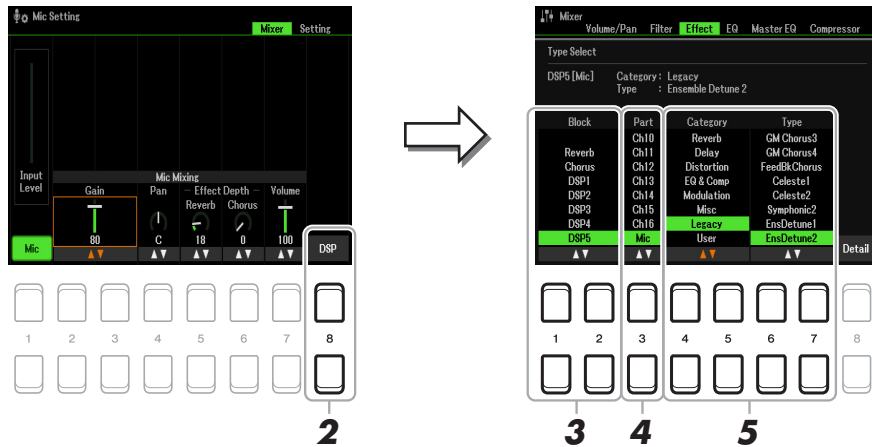 Mic Setting
Mixer Setting
Input Level
Mic Mixing
Gain Pan – Effect Depth – Volume
Reverb Chorus
80 C 18 0 100
Mic DSP
1 2 3 4 5 6 7 8
2
Mixer
Volume/Pan Filter Effect EQ Master EQ Compressor
Type Select
DSP5 [Mic] Category : Legacy
Type : Ensemble Detune 2
Block Part Category Type
Ch10 Reverb GM Chorus3
Reverb Ch11 Delay GM Chorus4
Chorus Ch12 Distortion FeedBkChorus
DSP1 Ch13 EQ & Comp Celeste1
DSP2 Ch14 Modulation Celeste2
DSP3 Ch15 Misc Symphonic2
DSP4 Ch16 Legacy EnsDetune1
DSP5 Mic User EnsDetune2
Detail
1 2 3 4 5 6 7 8
3 4 5